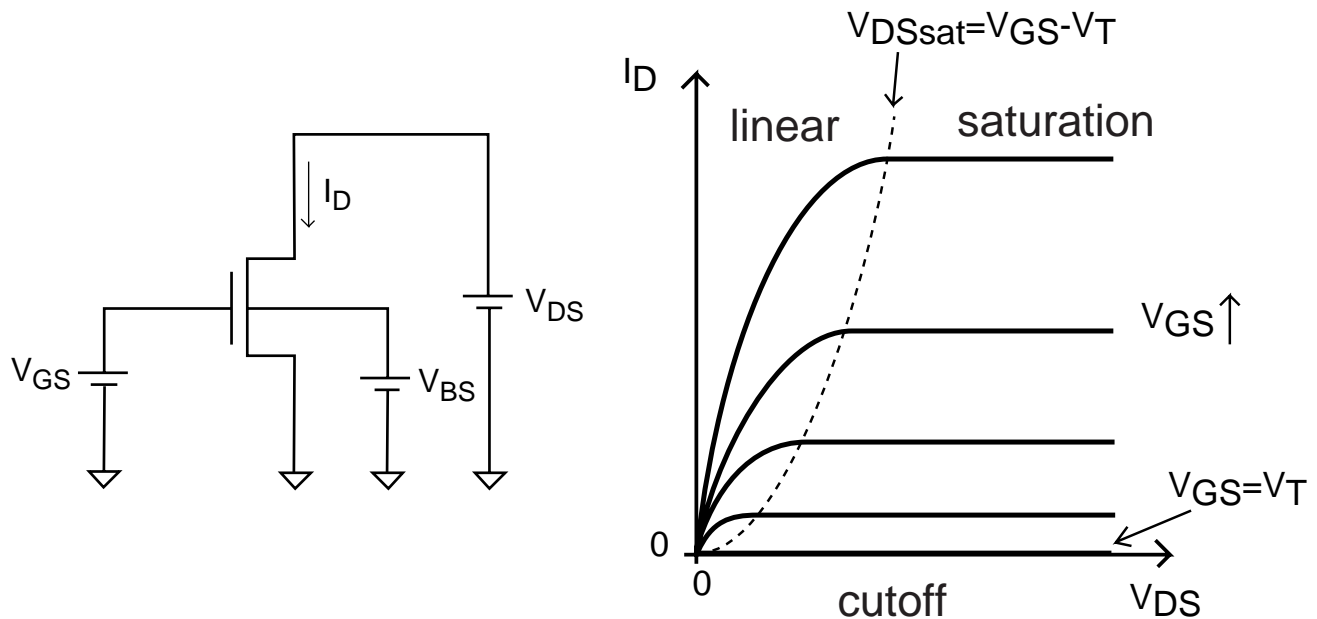 VDSsat=VGS-VT
ID
linear
saturation
ID
VGS
VBS
VDS
VGS↑
VGS=VT
0
0
cutoff
VDS